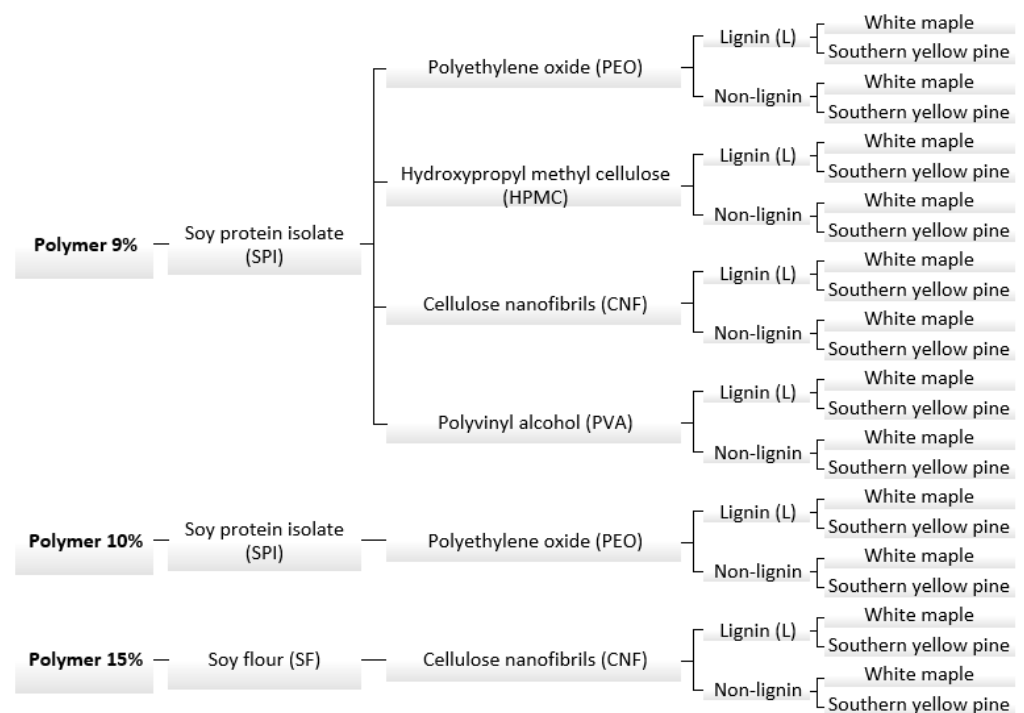 Polymer 9%
Soy protein isolate
(SPI)
Polyethylene oxide (PEO)
Lignin (L)
White maple
Southern yellow pine
Non-lignin
White maple
Southern yellow pine
Hydroxypropyl methyl cellulose
(HPMC)
Lignin (L)
White maple
Southern yellow pine
Non-lignin
White maple
Southern yellow pine
Cellulose nanofibrils (CNF)
Lignin (L)
White maple
Southern yellow pine
Non-lignin
White maple
Southern yellow pine
Polyvinyl alcohol (PVA)
Lignin (L)
White maple
Southern yellow pine
Non-lignin
White maple
Southern yellow pine
Polymer 10%
Soy protein isolate
(SPI)
Polyethylene oxide (PEO)
Lignin (L)
White maple
Southern yellow pine
Non-lignin
White maple
Southern yellow pine
Polymer 15%
Soy flour (SF)
Cellulose nanofibrils (CNF)
Lignin (L)
White maple
Southern yellow pine
Non-lignin
White maple
Southern yellow pine